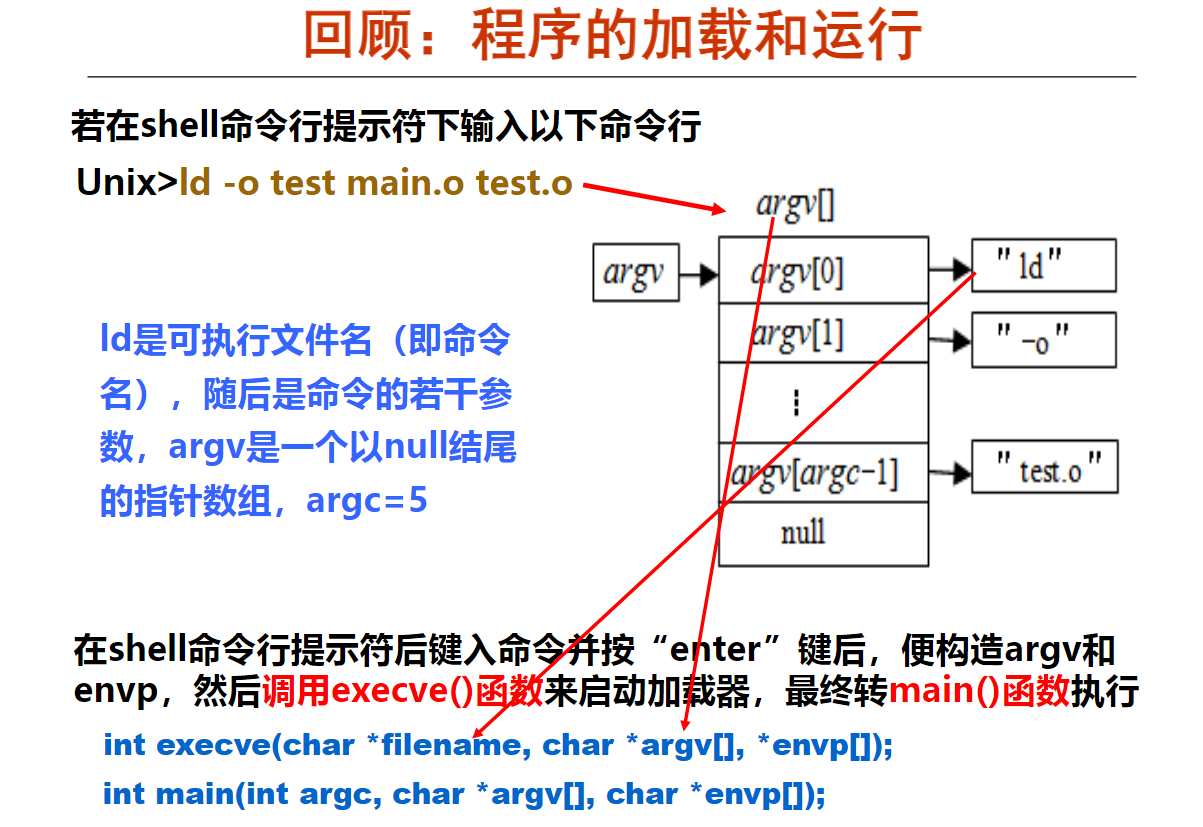 回顾：程序的加载和运行
若在shell命令行提示符下输入以下命令行
Unix>ld -o test main.o test.o
argv[]
argv
argv[0]
"ld"
argv[1]
"-o"
⋮
argv[argc-1]
"test.o"
null
ld是可执行文件名（即命令
名），随后是命令的若干参
数，argv是一个以null结尾
的指针数组，argc=5
在shell命令行提示符后键入命令并按“enter”键后，便构造argv和
envp，然后调用execve()函数来启动加载器，最终转main()函数执行
int execve(char *filename, char *argv[], *envp[]);
int main(int argc, char *argv[], char *envp[]);